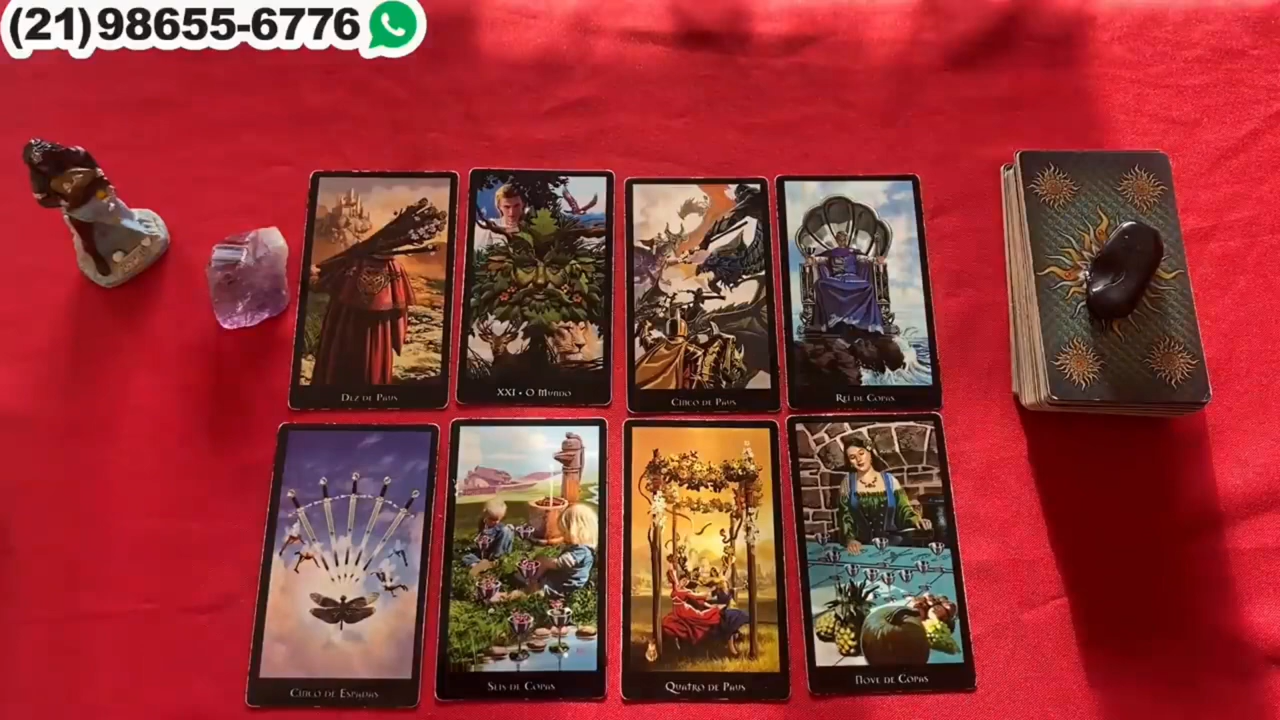 (21)98655-6776
DEZ DE PAUS
XXI • O MUNDO
CINCO DE PAUS
REI DE COPAS
CINCO DE ESPADAS
SEIS DE COPAS
QUATRO DE PAUS
NOVE DE COPAS